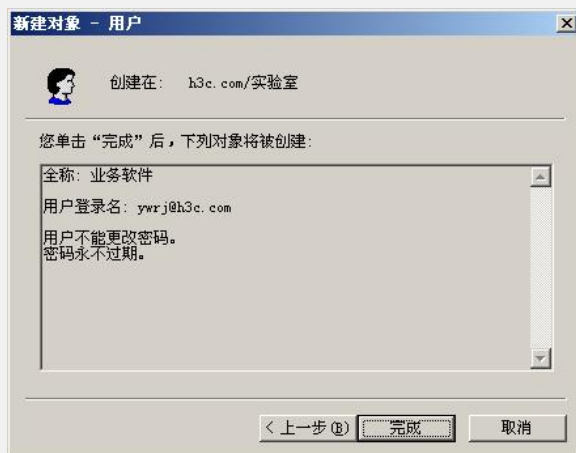 新建对象 - 用户
创建在: h3c.com/实验室
您单击“完成”后，下列对象将被创建:
全称: 业务软件
用户登录名: ywrj@h3c.com
用户不能更改密码。
密码永不过期。
< 上一步(B) 完成 取消